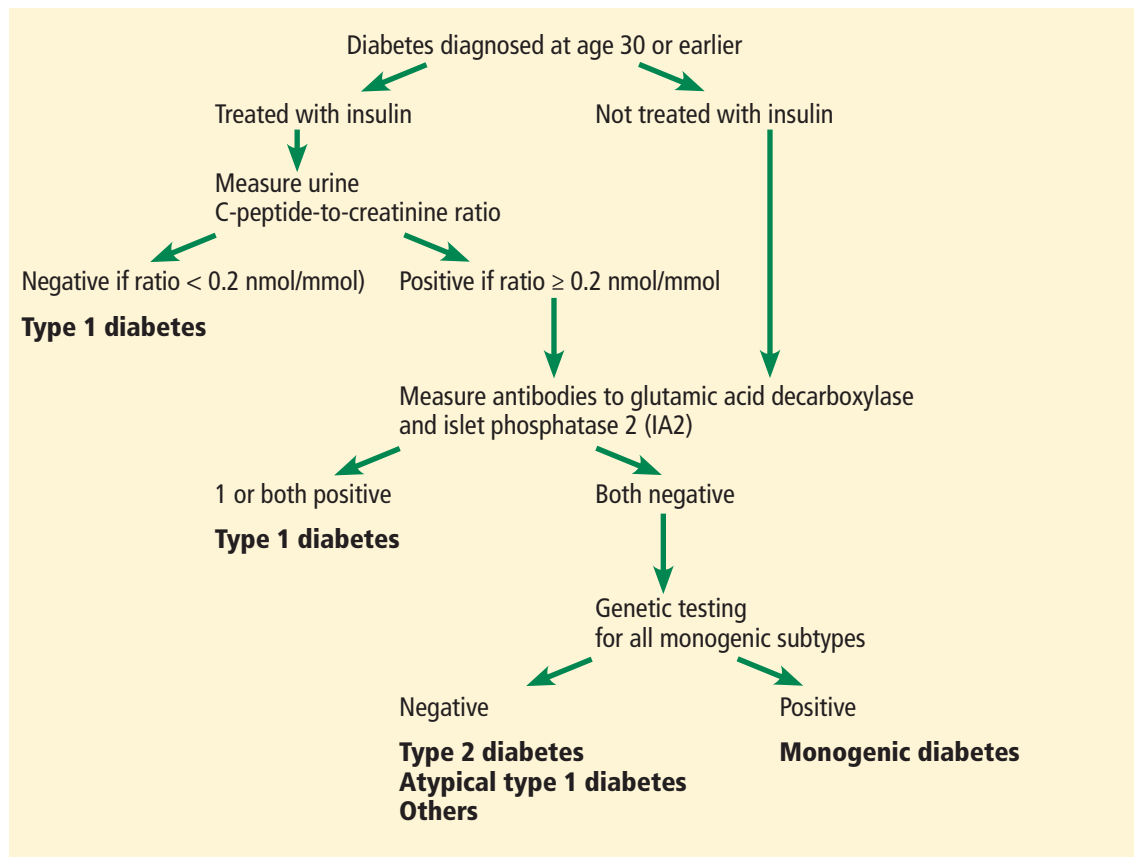 Diabetes diagnosed at age 30 or earlier
Treated with insulin
Not treated with insulin
Measure urine
C-peptide-to-creatinine ratio
Negative if ratio < 0.2 nmol/mmol)
Type 1 diabetes
Positive if ratio ≥ 0.2 nmol/mmol
Measure antibodies to glutamic acid decarboxylase
and islet phosphatase 2 (IA2)
1 or both positive
Type 1 diabetes
Both negative
Genetic testing
for all monogenic subtypes
Negative
Type 2 diabetes
Atypical type 1 diabetes
Others
Positive
Monogenic diabetes